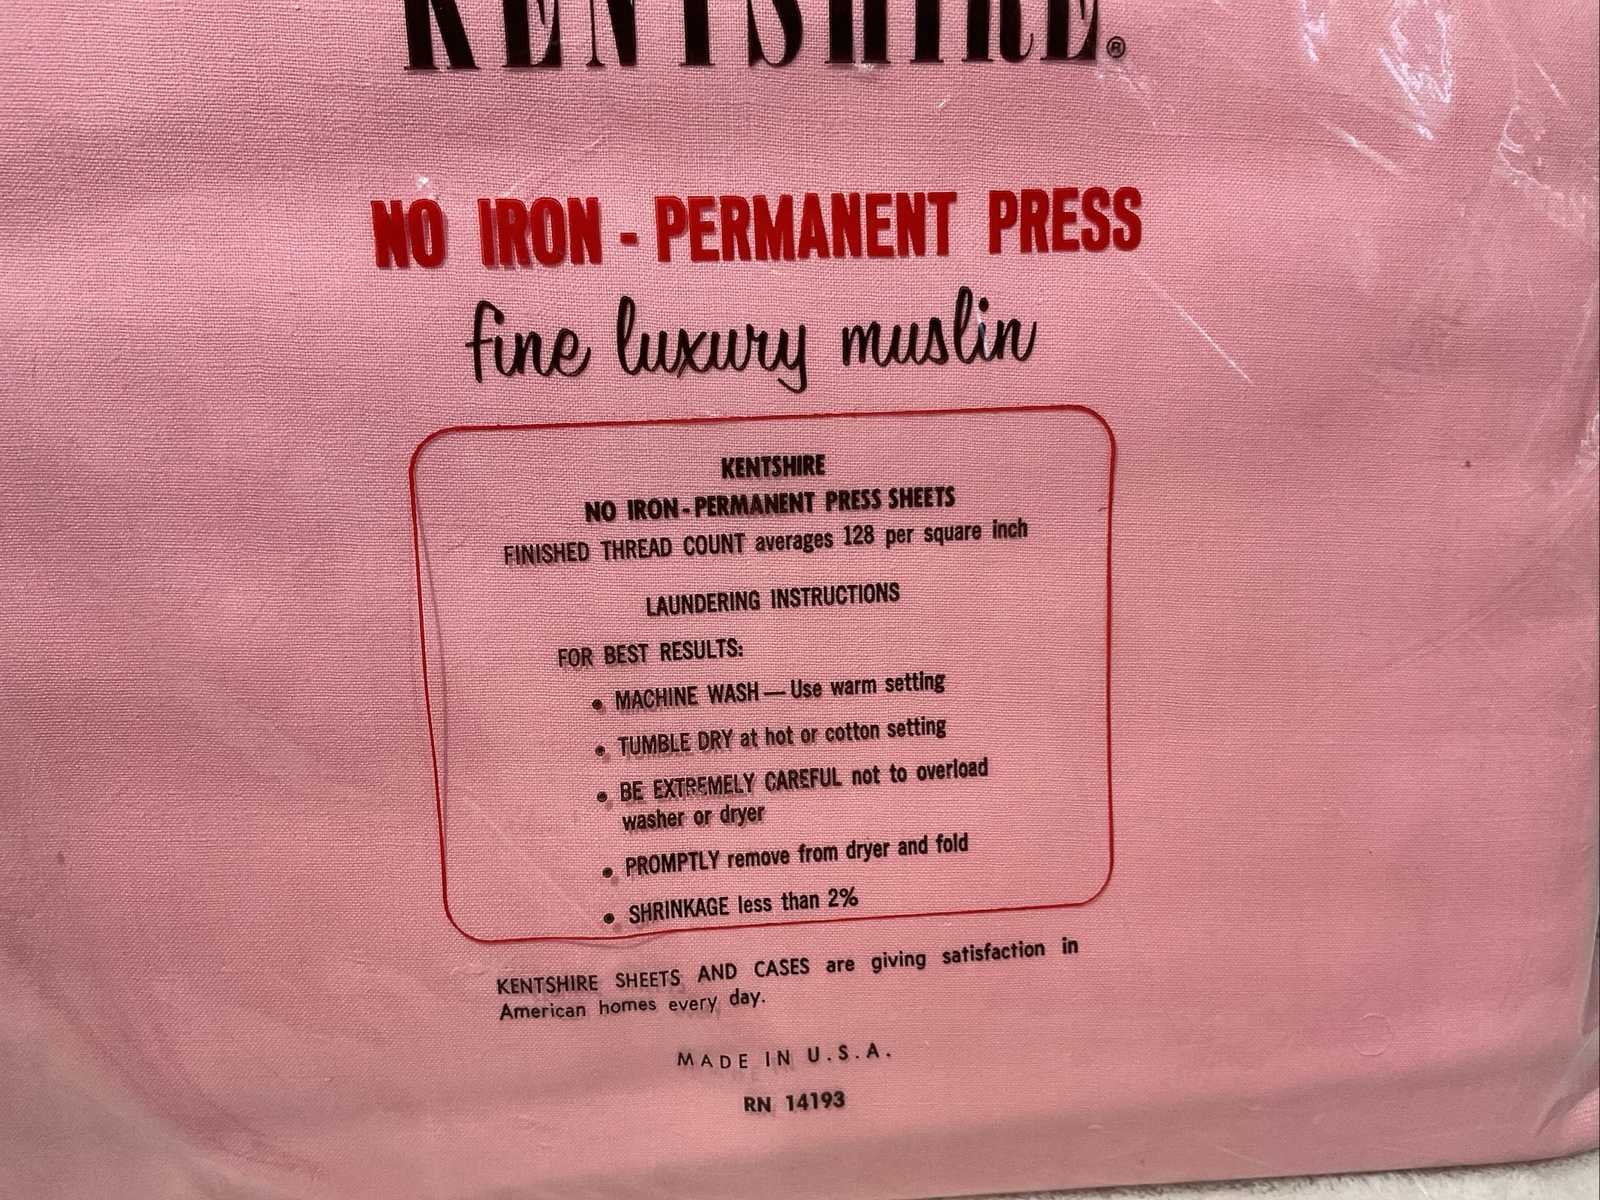 KENTSHIRE®
NO IRON - PERMANENT PRESS
fine luxury muslin
KENTSHIRE
NO IRON - PERMANENT PRESS SHEETS
FINISHED THREAD COUNT averages 128 per square inch
LAUNDERING INSTRUCTIONS
FOR BEST RESULTS:
• MACHINE WASH — Use warm setting
• TUMBLE DRY at hot or cotton setting
• BE EXTREMELY CAREFUL not to overload
washer or dryer
• PROMPTLY remove from dryer and fold
• SHRINKAGE less than 2%
KENTSHIRE SHEETS AND CASES are giving satisfaction in
American homes every day.
MADE IN U.S.A.
RN 14193